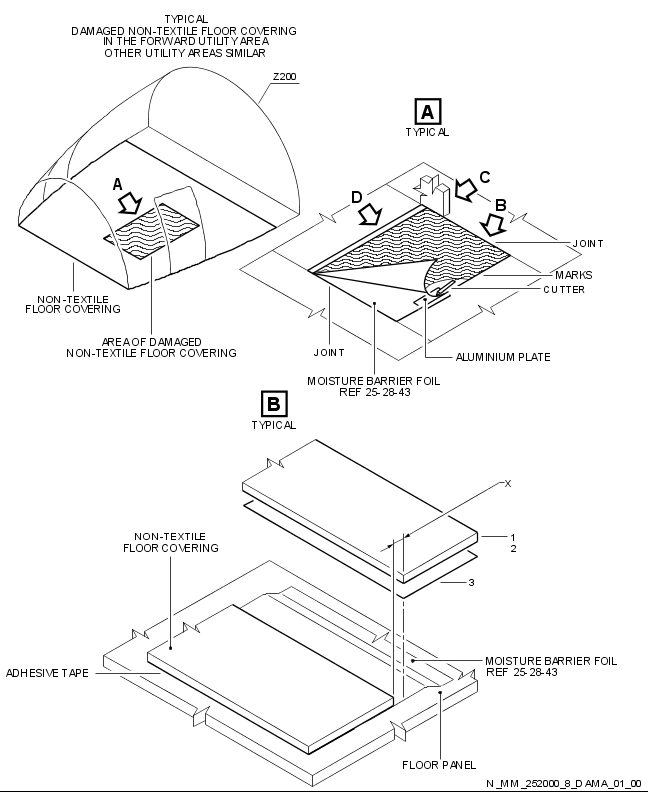 TYPICAL
DAMAGED NON-TEXTILE FLOOR COVERING
IN THE FORWARD UTILITY AREA
OTHER UTILITY AREAS SIMILAR
Z200
A
NON-TEXTILE
FLOOR COVERING
AREA OF DAMAGED
NON-TEXTILE FLOOR COVERING
A
TYPICAL
C
D
B
JOINT
MARKS
CUTTER
JOINT
ALUMINIUM PLATE
MOISTURE BARRIER FOIL
REF 25-28-43
B
TYPICAL
X
NON-TEXTILE
FLOOR COVERING
1
2
3
MOISTURE BARRIER FOIL
REF 25-28-43
ADHESIVE TAPE
FLOOR PANEL
N_MM_252000_8_DAMA_01_00